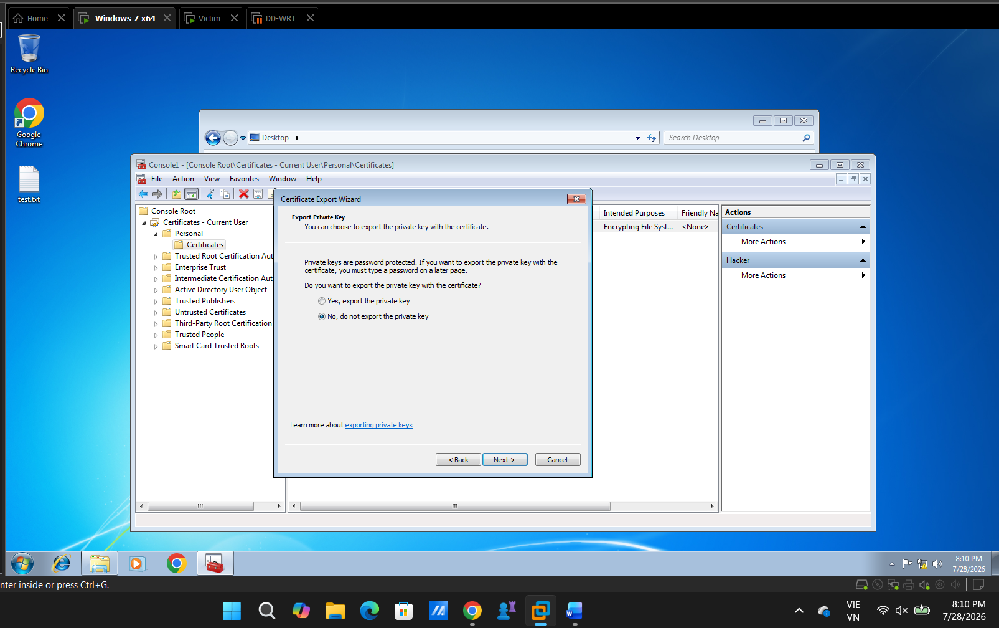 Home
Windows 7 x64
Victim
DD-WRT
Recycle Bin
Google
Chrome
test.txt
Desktop
Search Desktop
Console1 - [Console Root\Certificates - Current User\Personal\Certificates]
File Action View Favorites Window Help
Console Root
Certificates - Current User
Personal
Certificates
Trusted Root Certification Aut
Enterprise Trust
Intermediate Certification Aut
Active Directory User Object
Trusted Publishers
Untrusted Certificates
Third-Party Root Certification
Trusted People
Smart Card Trusted Roots
Certificate Export Wizard
Export Private Key
You can choose to export the private key with the certificate.
Private keys are password protected. If you want to export the private key with the
certificate, you must type a password on a later page.
Do you want to export the private key with the certificate?
Yes, export the private key
No, do not export the private key
Learn more about exporting private keys
< Back
Next >
Cancel
Intended Purposes Friendly Na
Encrypting File Syst... <None>
Actions
Certificates
More Actions
Hacker
More Actions
8:10 PM
7/28/2026
nter inside or press Ctrl+G.
VIE
VN
8:10 PM
7/28/2026